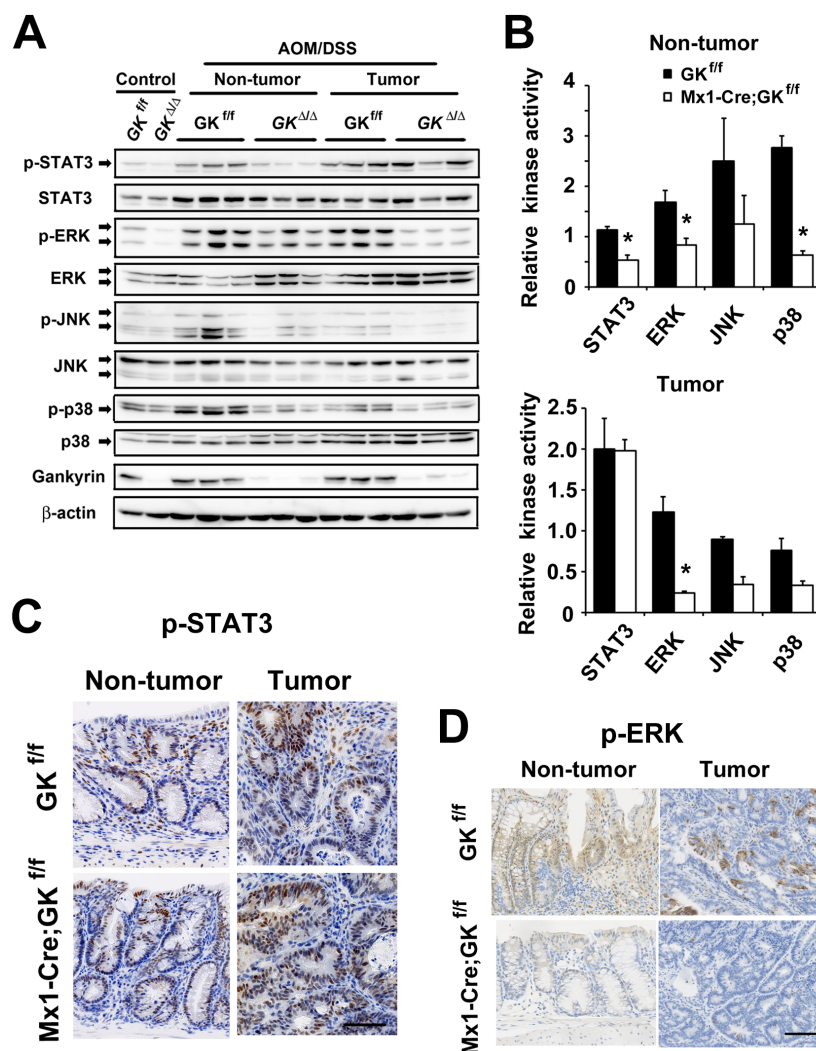 A
AOM/DSS
Control
Non-tumor
Tumor
GK f/f
GK Δ/Δ
GK f/f
GK Δ/Δ
GK f/f
GK Δ/Δ
p-STAT3
STAT3
p-ERK
ERK
p-JNK
JNK
p-p38
p38
Gankyrin
β-actin
B
Non-tumor
GK f/f
Mx1-Cre;GK f/f
Relative kinase activity
4
3
2
1
0
*
*
*
STAT3
ERK
JNK
p38
Tumor
Relative kinase activity
2.5
2.0
1.5
1.0
0.5
0
*
STAT3
ERK
JNK
p38
C
p-STAT3
Non-tumor
Tumor
GK f/f
Mx1-Cre;GK f/f
D
p-ERK
Non-tumor
Tumor
GK f/f
Mx1-Cre;GK f/f